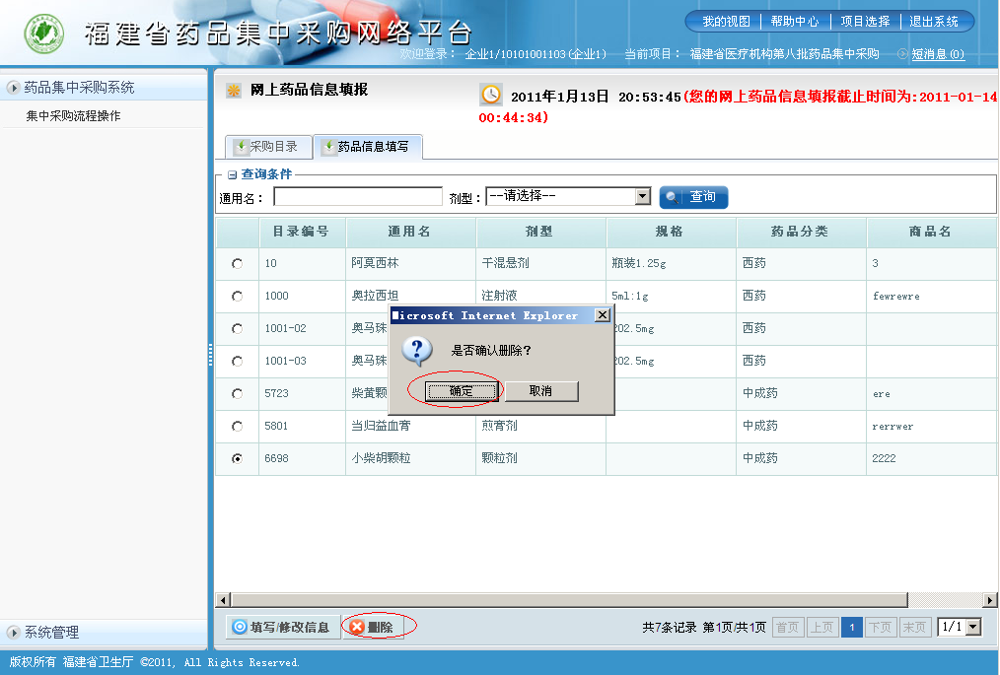 福建省药品集中采购网络平台
我的视图 帮助中心 项目选择 退出系统
欢迎登录： 企业1/10101001103(企业1) 当前项目： 福建省医疗机构第八批药品集中采购 短消息(0)
药品集中采购系统
集中采购流程操作
系统管理
网上药品信息填报
2011年1月13日 20:53:45(您的网上药品信息填报截止时间为:2011-01-14
00:44:34)
采购目录 药品信息填写
查询条件
通用名： 剂型： --请选择-- 查询
目录编号 通用名 剂型 规格 药品分类 商品名
10 阿莫西林 干混悬剂 瓶装1.25g 西药 3
1000 奥拉西坦 注射液 5ml:1g 西药 fewrewre
1001-02 奥马珠 202.5mg 西药
1001-03 奥马珠 202.5mg 西药
5723 柴黄颗 中成药 ere
5801 当归益血膏 煎膏剂 中成药 rerrwer
6698 小柴胡颗粒 颗粒剂 中成药 2222
Microsoft Internet Explorer
是否确认删除?
确定 取消
填写/修改信息 删除
共7条记录 第1页/共1页 首页 上页 1 下页 末页 1/1
版权所有 福建省卫生厅 ©2011, All Rights Reserved.